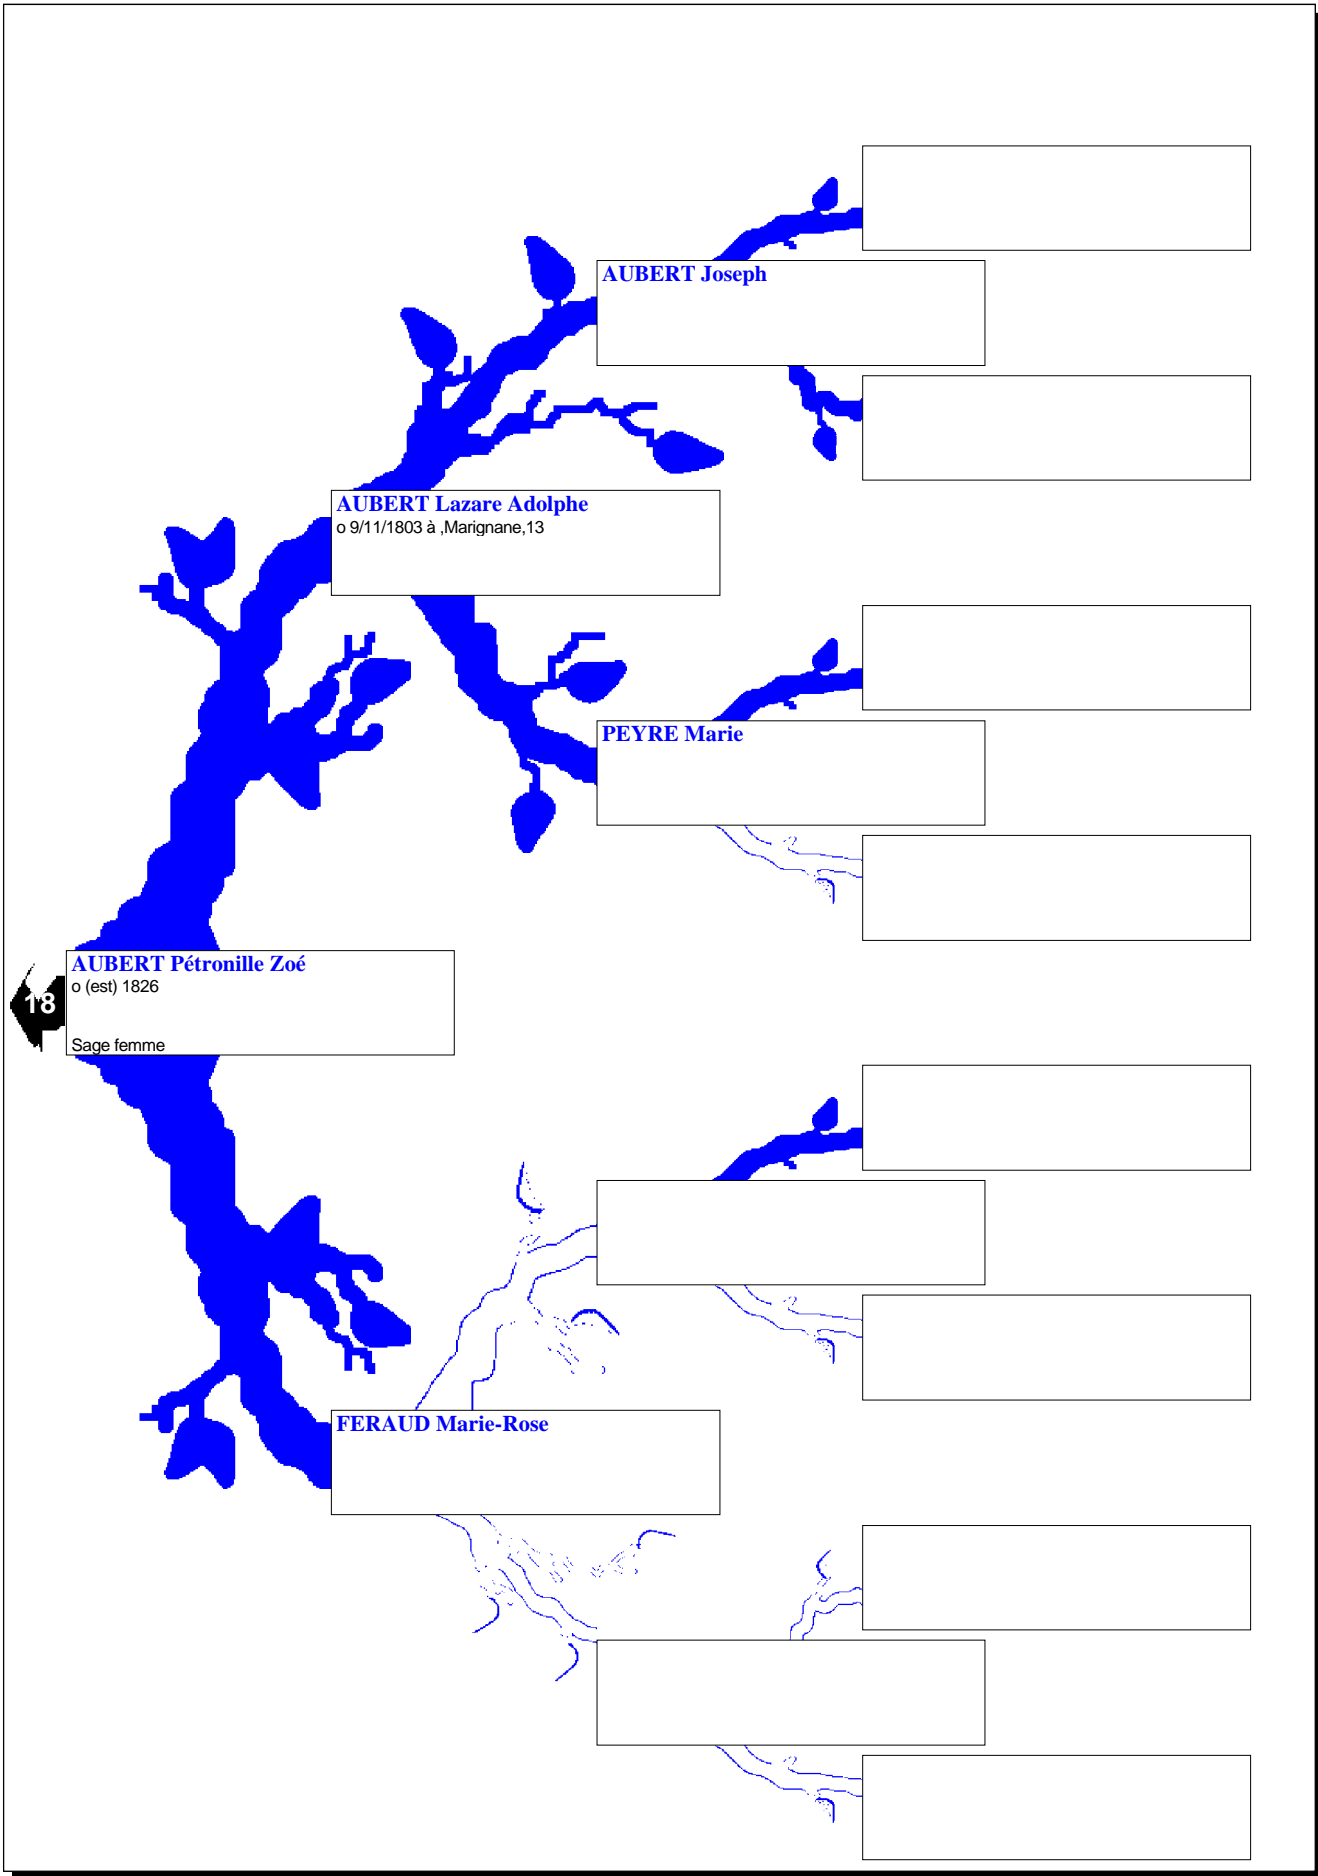 AUBERT Joseph
AUBERT Lazare Adolphe
o 9/11/1803 à ,Marignane,13
PEYRE Marie
AUBERT Pétronille Zoé
o (est) 1826
18
Sage femme
FERAUD Marie-Rose